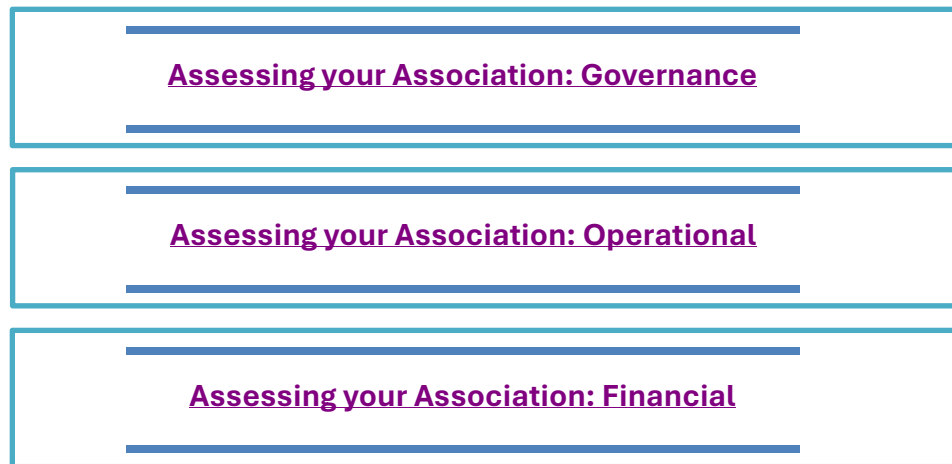 Assessing your Association: Governance
Assessing your Association: Operational
Assessing your Association: Financial